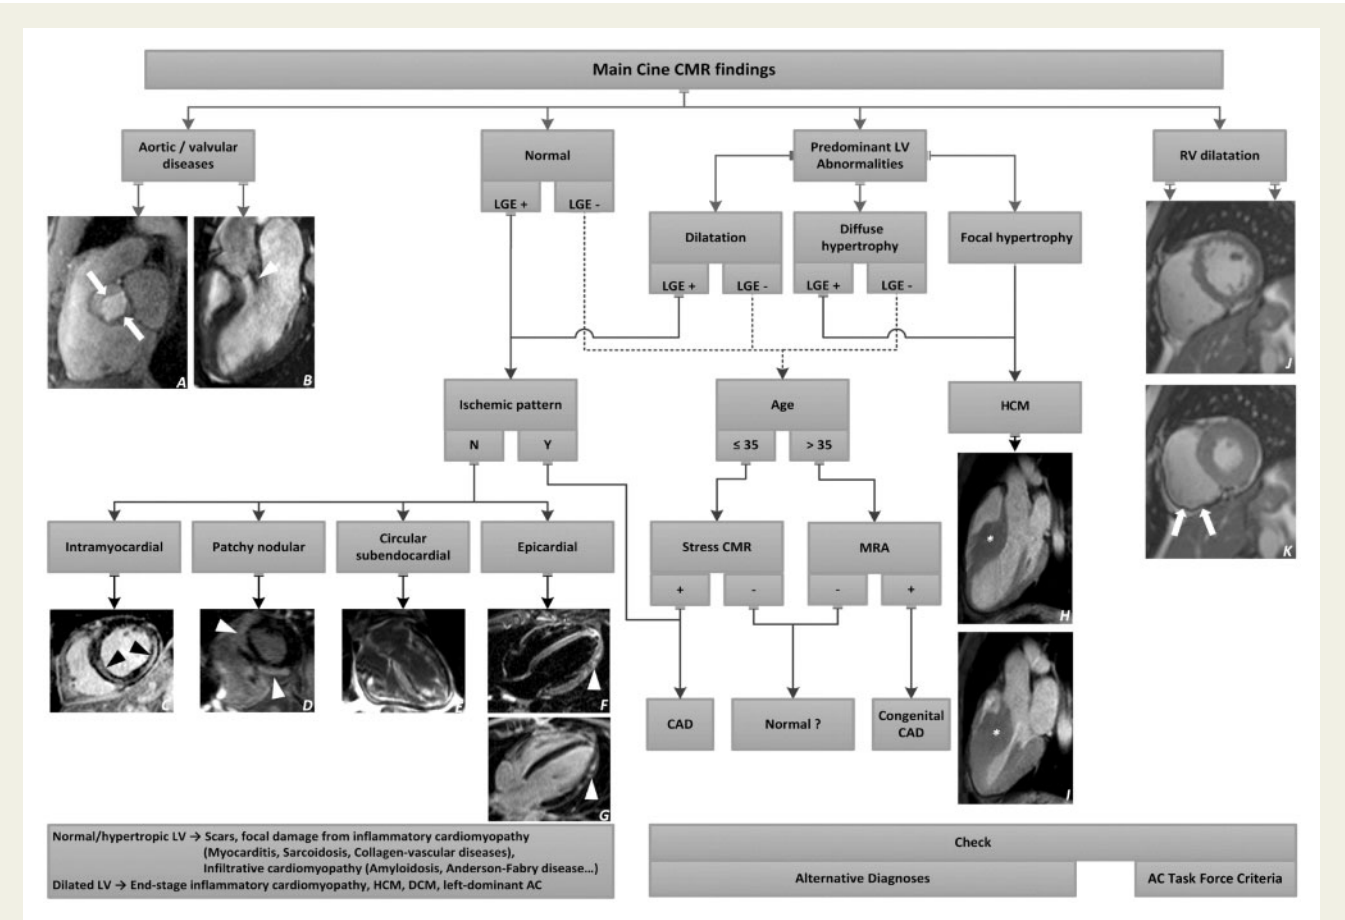 Main Cine CMR findings
Aortic / valvular
diseases
Normal
LGE +
LGE -
Predominant LV
Abnormalities
RV dilatation
Dilatation
LGE +
LGE -
Diffuse
hypertrophy
LGE +
LGE -
Focal hypertrophy
A
B
J
Ischemic pattern
N
Y
Age
≤ 35
> 35
HCM
Intramyocardial
Patchy nodular
Circular
subendocardial
Epicardial
Stress CMR
+
-
MRA
-
+
*
H
K
C
D
E
F
CAD
Normal ?
Congenital
CAD
*
I
G
Normal/hypertropic LV → Scars, focal damage from inflammatory cardiomyopathy
(Myocarditis, Sarcoidosis, Collagen-vascular diseases),
Infiltrative cardiomyopathy (Amyloidosis, Anderson-Fabry disease...)
Dilated LV → End-stage inflammatory cardiomyopathy, HCM, DCM, left-dominant AC
Check
Alternative Diagnoses
AC Task Force Criteria